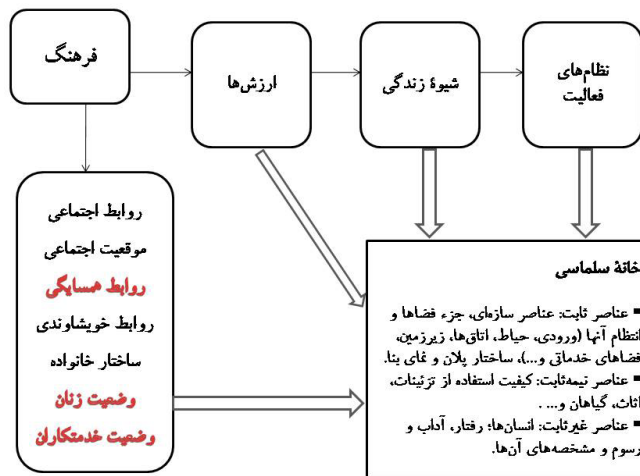 فرهنگ
ارزش‌ها
شیوهٔ زندگی
نظام‌های
فعالیت
روابط اجتماعی
موقعیت اجتماعی
روابط همسایگی
روابط خویشاوندی
ساختار خانواده
وضعیت زنان
وضعیت خدمتکاران
خانهٔ سلماسی
▪ عناصر ثابت: عناصر سازه‌ای، جزء فضاها و
انتظام آنها (ورودی، حیاط، اتاق‌ها، زیرزمین،
فضاهای خدماتی و...)، ساختار پلان و نمای بنا.
▪ عناصر نیمه‌ثابت: کیفیت استفاده از تزئینات،
اثاث، گیاهان و... .
▪ عناصر غیرثابت: انسان‌ها؛ رفتار، آداب و
رسوم و مشخصه‌های آن‌ها.